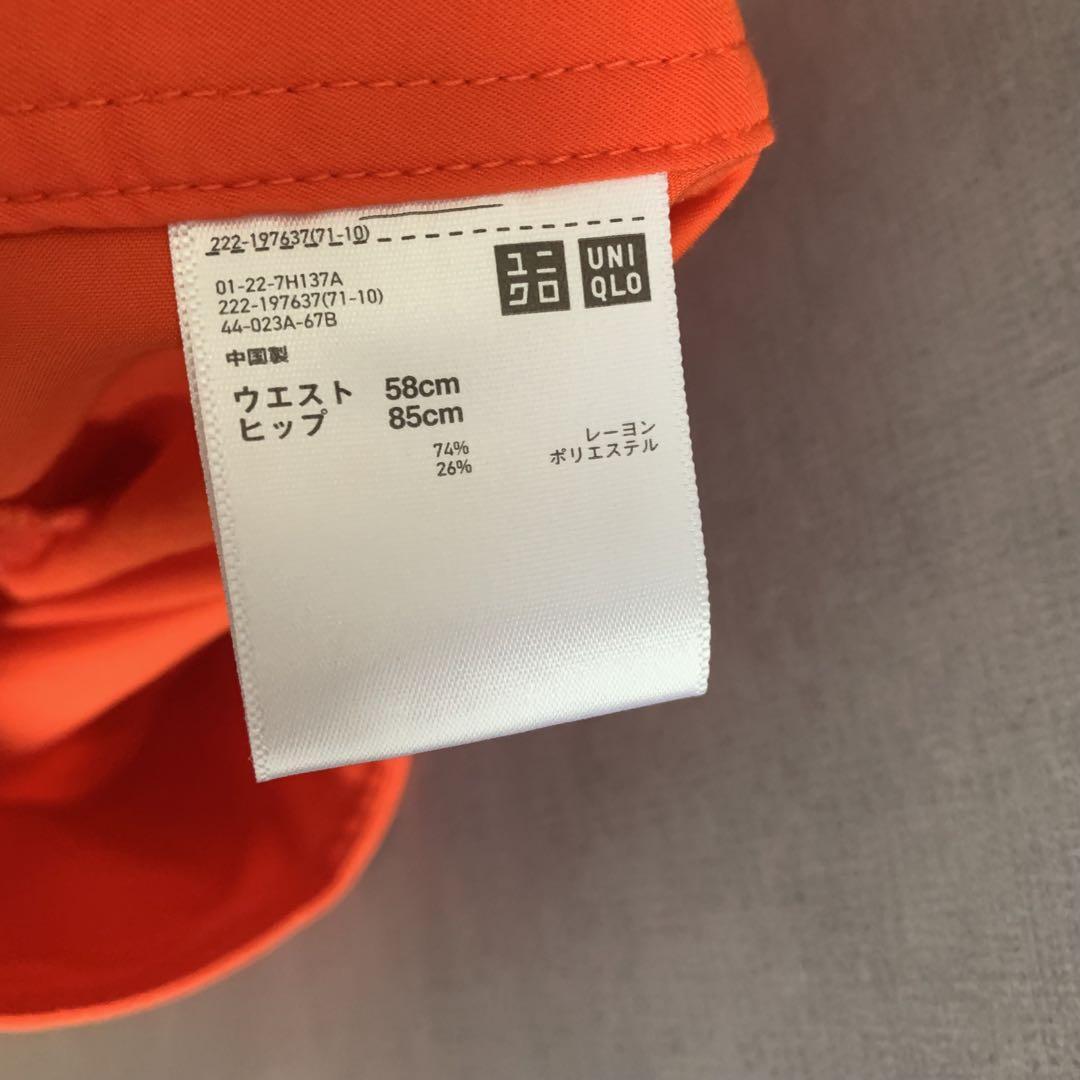 222-197637(71-10)
ユニクロ
UNIQLO
01-22-7H137A
222-197637(71-10)
44-023A-67B
中国製
ウエスト 58cm
ヒップ 85cm
74% レーヨン
26% ポリエステル